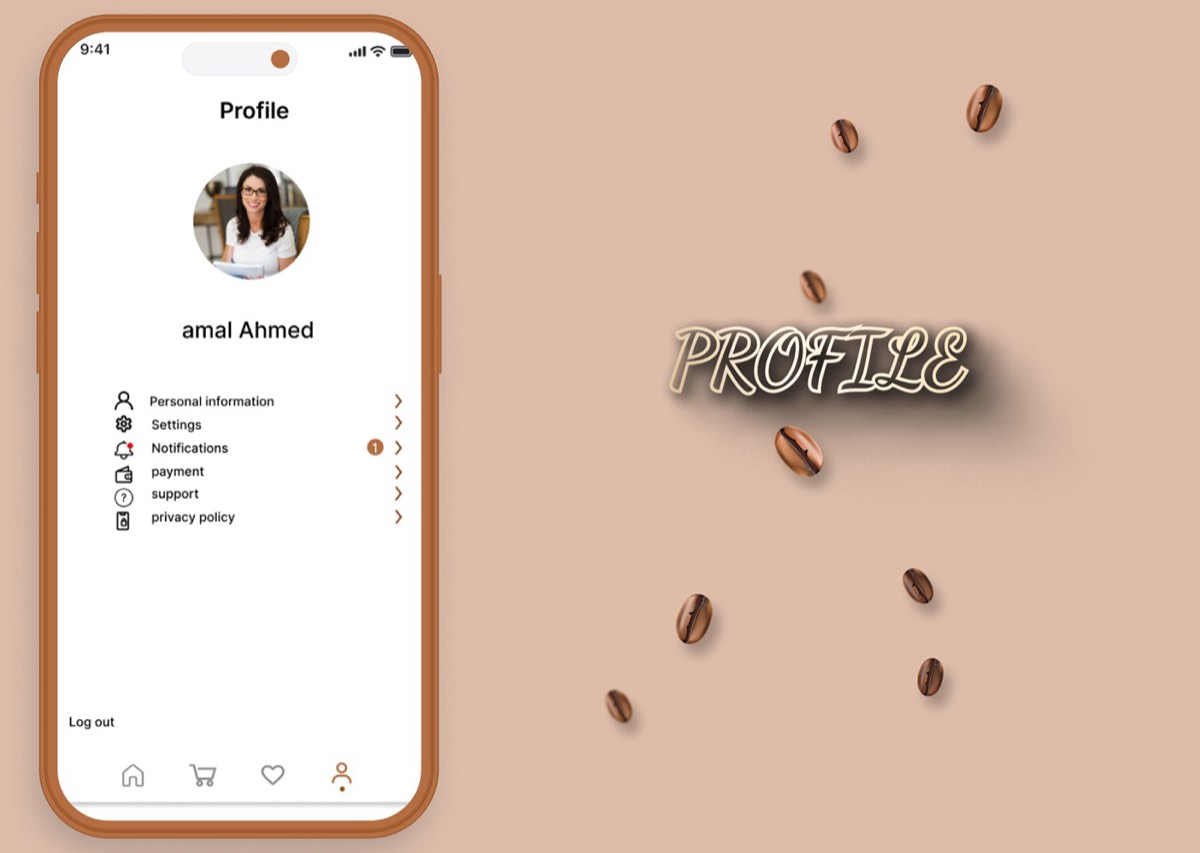 9:41
Profile
amal Ahmed
Personal information
Settings
Notifications 1
payment
? support
privacy policy
Log out
PROFILE